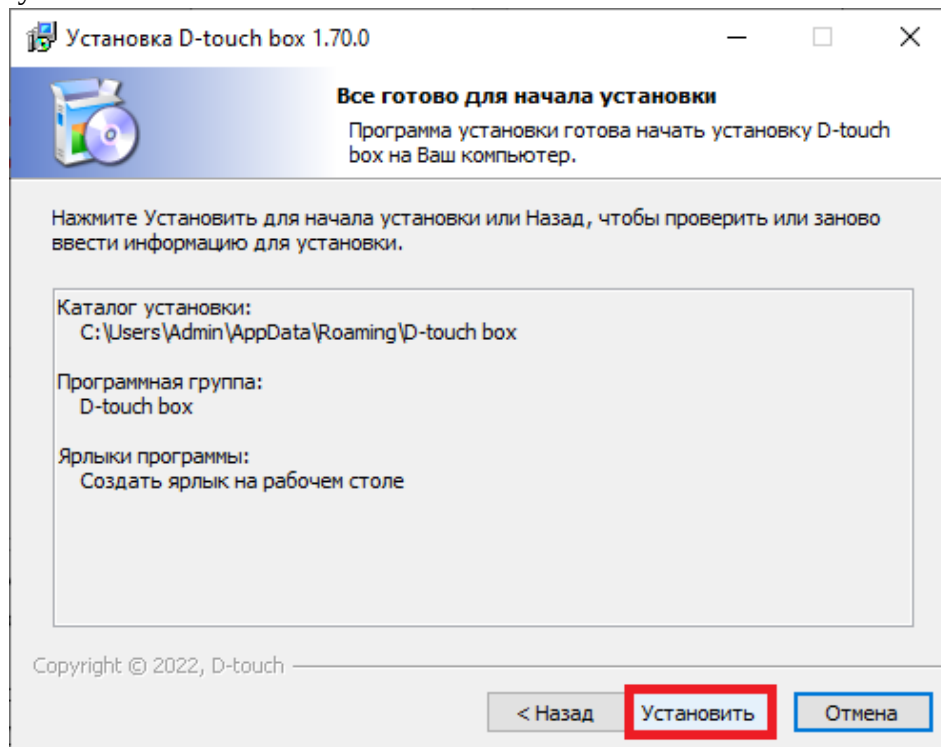 Установка D-touch box 1.70.0
Все готово для начала установки
Программа установки готова начать установку D-touch
box на Ваш компьютер.
Нажмите Установить для начала установки или Назад, чтобы проверить или заново
ввести информацию для установки.
Каталог установки:
C:\Users\Admin\AppData\Roaming\D-touch box
Программная группа:
D-touch box
Ярлыки программы:
Создать ярлык на рабочем столе
Copyright © 2022, D-touch
< Назад Установить Отмена